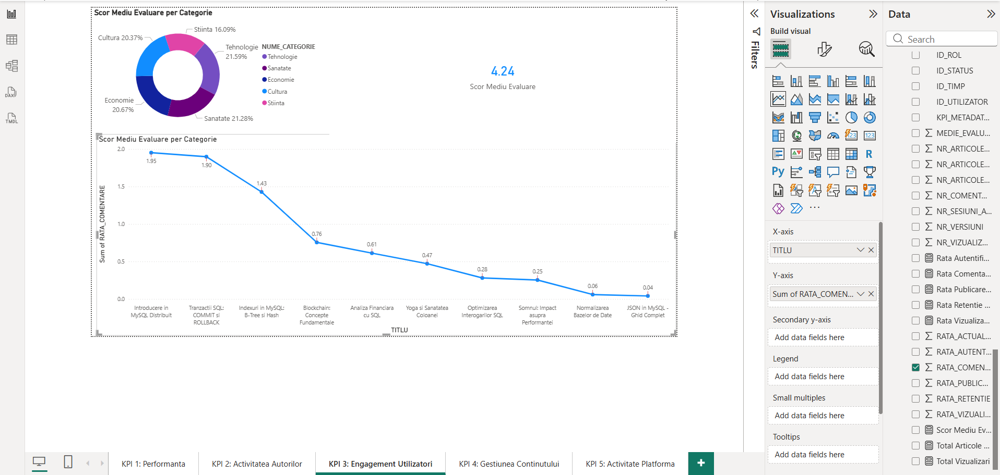 Scor Mediu Evaluare per Categorie
Stiinta 16.09%
Cultura 20.37%
Tehnologie
21.59%
Economie
20.67%
Sanatate 21.28%
NUME_CATEGORIE
Tehnologie
Sanatate
Economie
Cultura
Stiinta
4.24
Scor Mediu Evaluare
Scor Mediu Evaluare per Categorie
Sum of RATA_COMENTARE
2.0
1.5
1.0
0.5
0.0
1.95
1.90
1.43
0.76
0.61
0.47
0.28
0.25
0.06
0.04
Introducere in
MySQL Distribuit
Tranzactii SQL:
COMMIT si
ROLLBACK
Indexuri in MySQL:
B-Tree si Hash
Blockchain:
Concepte
Fundamentale
Analiza Financiara
cu SQL
Yoga si Sanatatea
Coloanei
Optimizarea
Interogarilor SQL
Somnul: Impact
asupra
Performantei
Normalizarea
Bazelor de Date
JSON in MySQL -
Ghid Complet
TITLU
DAX
TMDL
KPI 1: Performanta
KPI 2: Activitatea Autorilor
KPI 3: Engagement Utilizatori
KPI 4: Gestiunea Continutului
KPI 5: Activitate Platforma
+
Filters
Visualizations
Build visual
123
123
R
Py
...
X-axis
TITLU
Y-axis
Sum of RATA_COMEN...
Secondary y-axis
Add data fields here
Legend
Add data fields here
Small multiples
Add data fields here
Tooltips
Add data fields here
Data
Search
ID_ROL
ID_STATUS
ID_TIMP
ID_UTILIZATOR
KPI_METADAT...
MEDIE_EVALU...
NR_ARTICOLE...
NR_ARTICOLE...
NR_ARTICOLE...
NR_COMENT...
NR_SESIUNI_A...
NR_VERSIUNI
NR_VIZUALIZ...
Rata Autentifi...
Rata Comenta...
Rata Publicare...
Rata Retentie ...
Rata Vizualiza...
RATA_ACTUAL...
RATA_AUTENT...
RATA_COMEN...
RATA_PUBLIC...
RATA_RETENTIE
RATA_VIZUALI...
Scor Mediu Ev...
Total Articole ...
Total Vizualizari